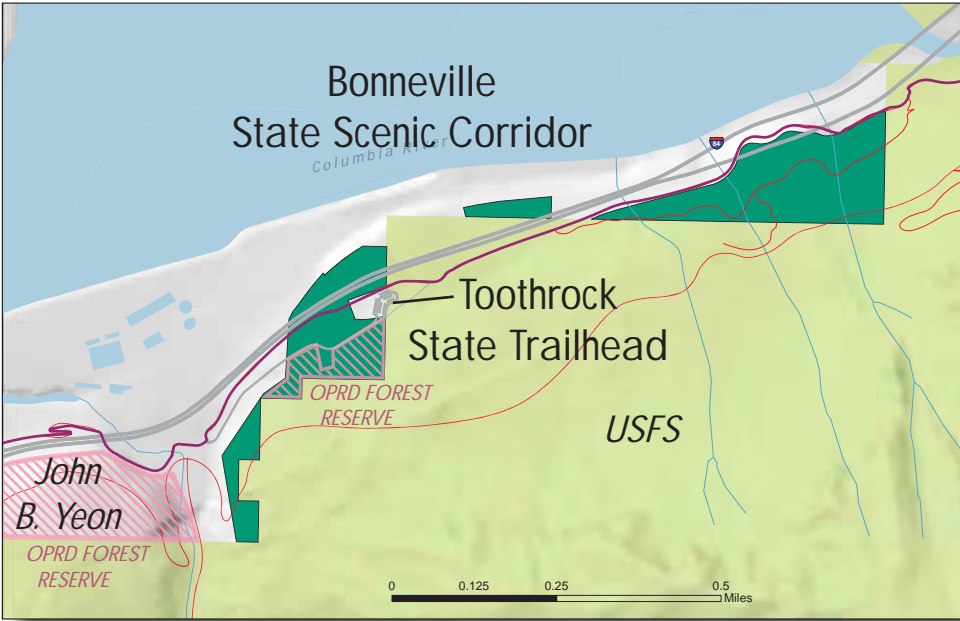 Bonneville
State Scenic Corridor
Columbia River
84
Toothrock
State Trailhead
OPRD FOREST
RESERVE
USFS
John
B. Yeon
OPRD FOREST
RESERVE
0 0.125 0.25 0.5
Miles